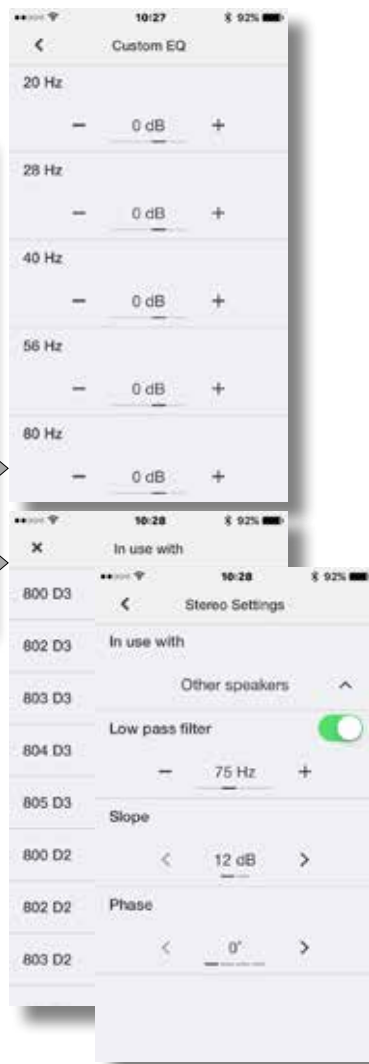 10:27 92%
Custom EQ
20 Hz
− 0 dB +
28 Hz
− 0 dB +
40 Hz
− 0 dB +
56 Hz
− 0 dB +
80 Hz
− 0 dB +
10:28 92%
× In use with
800 D3
802 D3
803 D3
804 D3
805 D3
800 D2
802 D2
803 D2
10:28 92%
Stereo Settings
In use with
Other speakers
Low pass filter
− 75 Hz +
Slope
< 12 dB >
Phase
< 0° >